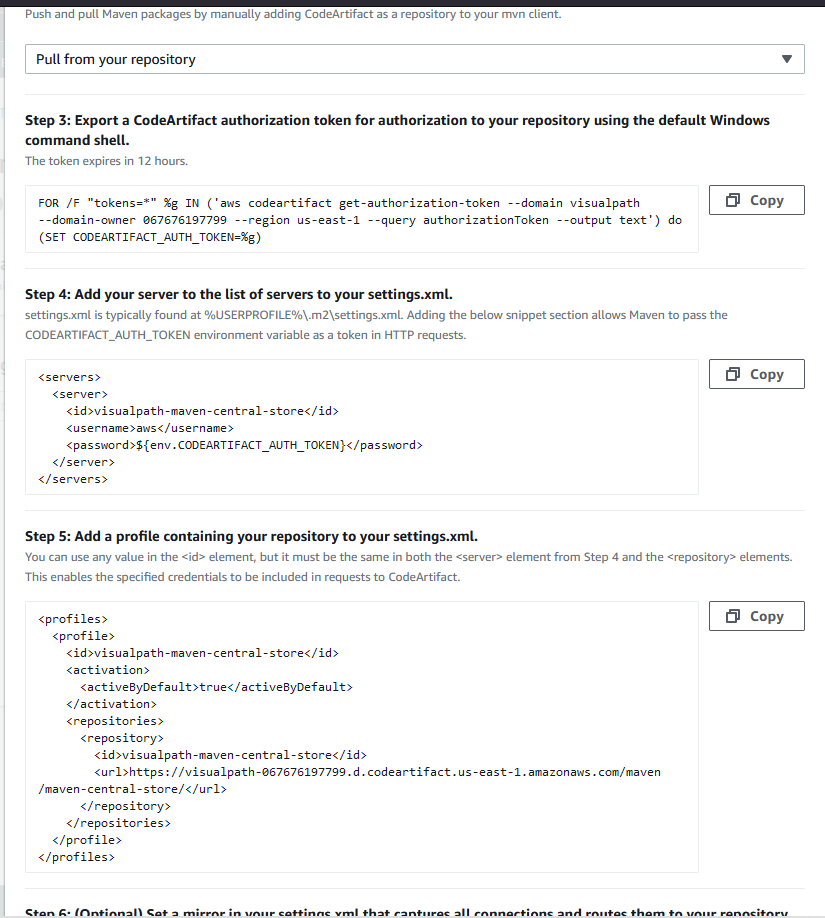 Push and pull Maven packages by manually adding CodeArtifact as a repository to your mvn client.
Pull from your repository
Step 3: Export a CodeArtifact authorization token for authorization to your repository using the default Windows
command shell.
The token expires in 12 hours.
FOR /F "tokens=*" %g IN ('aws codeartifact get-authorization-token --domain visualpath
--domain-owner 067676197799 --region us-east-1 --query authorizationToken --output text') do
(SET CODEARTIFACT_AUTH_TOKEN=%g)
Copy
Step 4: Add your server to the list of servers to your settings.xml.
settings.xml is typically found at %USERPROFILE%\.m2\settings.xml. Adding the below snippet section allows Maven to pass the
CODEARTIFACT_AUTH_TOKEN environment variable as a token in HTTP requests.
<servers>
<server>
<id>visualpath-maven-central-store</id>
<username>aws</username>
<password>${env.CODEARTIFACT_AUTH_TOKEN}</password>
</server>
</servers>
Copy
Step 5: Add a profile containing your repository to your settings.xml.
You can use any value in the <id> element, but it must be the same in both the <server> element from Step 4 and the <repository> elements.
This enables the specified credentials to be included in requests to CodeArtifact.
<profiles>
<profile>
<id>visualpath-maven-central-store</id>
<activation>
<activeByDefault>true</activeByDefault>
</activation>
<repositories>
<repository>
<id>visualpath-maven-central-store</id>
<url>https://visualpath-067676197799.d.codeartifact.us-east-1.amazonaws.com/maven
/maven-central-store/</url>
</repository>
</repositories>
</profile>
</profiles>
Copy
Step 6: (Optional) Set a mirror in your settings.xml that captures all connections and routes them to your repository